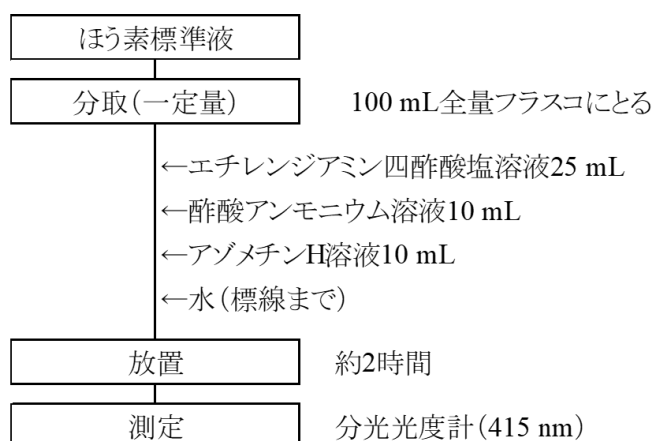 ほう素標準液
分取(一定量) 100 mL全量フラスコにとる
←エチレンジアミン四酢酸塩溶液25 mL
←酢酸アンモニウム溶液10 mL
←アゾメチンH溶液10 mL
←水(標線まで)
放置 約2時間
測定 分光光度計(415 nm)